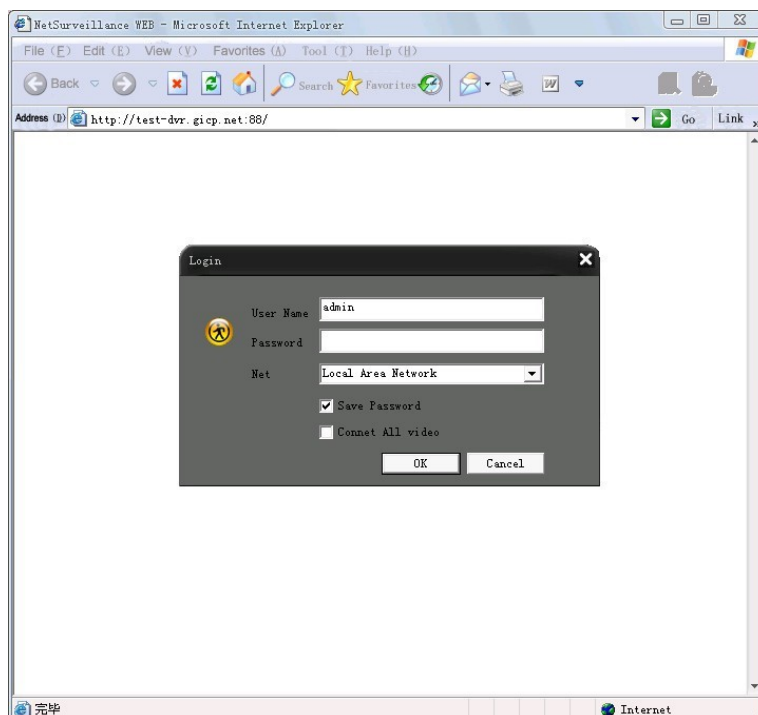 NetSurveillance WEB - Microsoft Internet Explorer
File (F) Edit (E) View (V) Favorites (A) Tool (T) Help (H)
Back Search Favorites
Address (D) http://test-dvr.gicp.net:88/ Go Link
Login
User Name admin
Password
Net Local Area Network
Save Password
Connet All video
OK Cancel
完毕 Internet